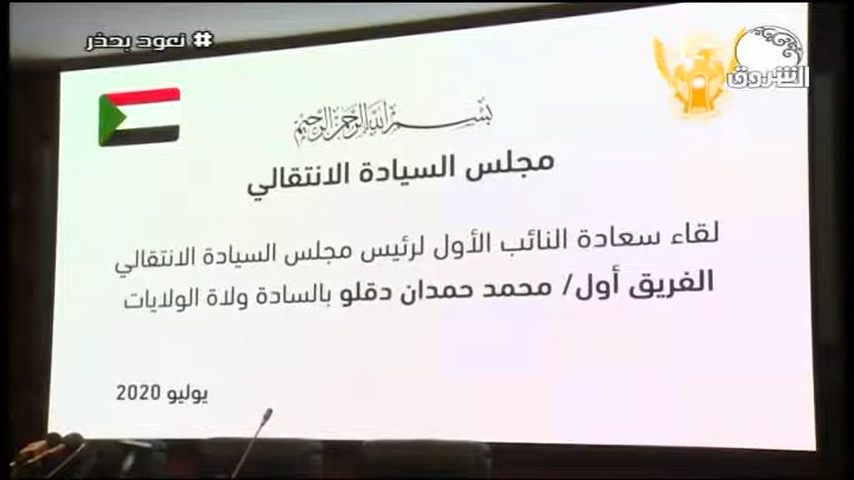 #نعود بحذر
الشروق
بسم الله الرحمن الرحيم
مجلس السيادة الانتقالي
لقاء سعادة النائب الأول لرئيس مجلس السيادة الانتقالي
الفريق أول/ محمد حمدان دقلو بالسادة ولاة الولايات
يوليو 2020